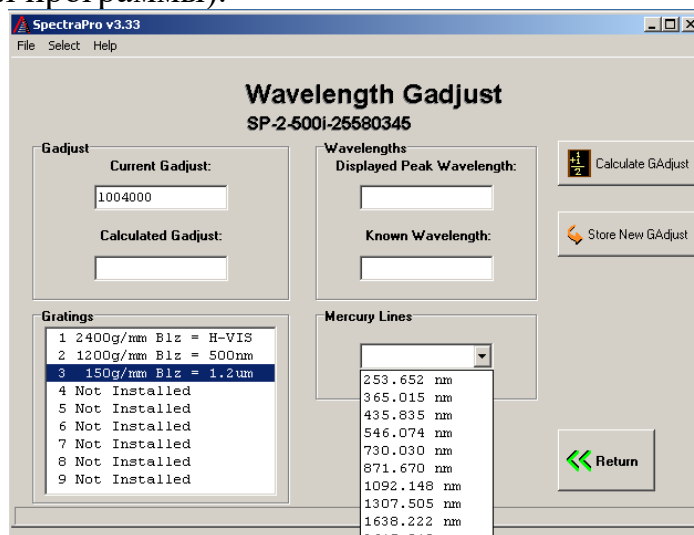 программы).
SpectraPro v3.33
File Select Help
Wavelength Gadjust
SP-2-500i-25580345
Gadjust
Current Gadjust:
1004000
Calculated Gadjust:
Wavelengths
Displayed Peak Wavelength:
Known Wavelength:
+1
1
2
Calculate GAdjust
Store New GAdjust
Gratings
1 2400g/mm Blz = H-VIS
2 1200g/mm Blz = 500nm
3 150g/mm Blz = 1.2um
4 Not Installed
5 Not Installed
6 Not Installed
7 Not Installed
8 Not Installed
9 Not Installed
Mercury Lines
253.652 nm
365.015 nm
435.835 nm
546.074 nm
730.030 nm
871.670 nm
1092.148 nm
1307.505 nm
1638.222 nm
Return